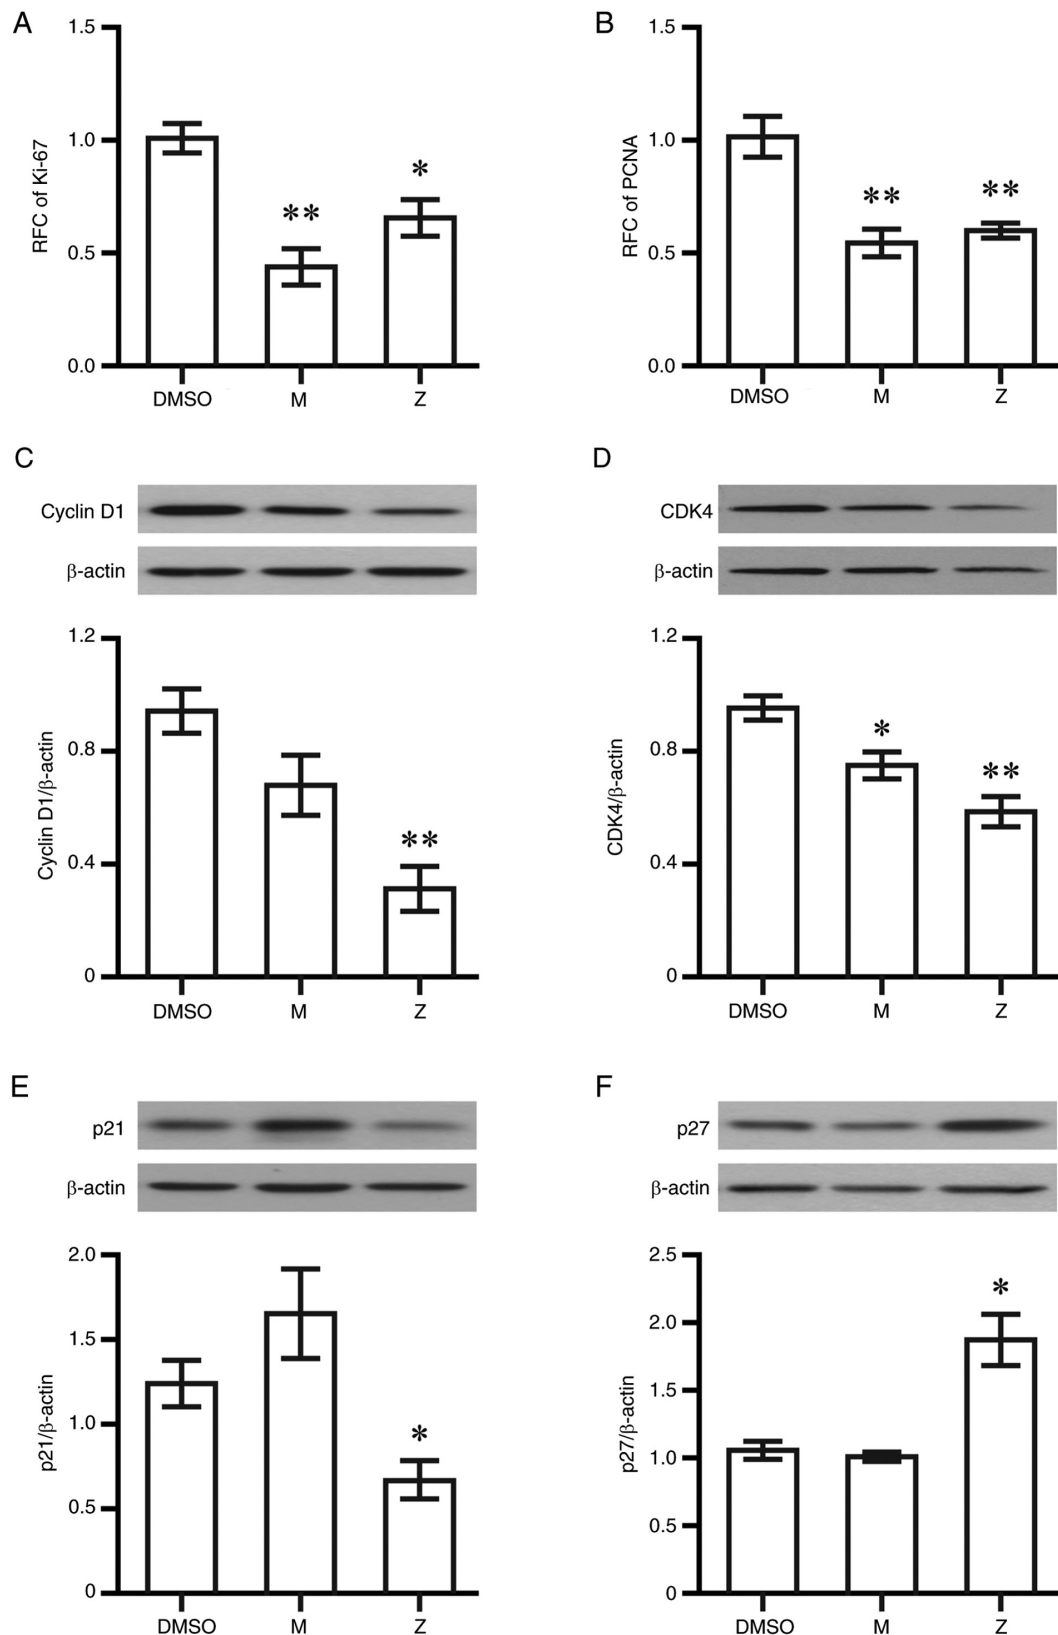 A
1.5
1.0
0.5
0.0
RFC of Ki-67
**
*
DMSO M Z
B
1.5
1.0
0.5
0.0
RFC of PCNA
**
**
DMSO M Z
C
Cyclin D1
β-actin
1.2
0.8
0.4
0
Cyclin D1/β-actin
**
DMSO M Z
D
CDK4
β-actin
1.2
0.8
0.4
0
CDK4/β-actin
*
**
DMSO M Z
E
p21
β-actin
2.0
1.5
1.0
0.5
0
p21/β-actin
*
DMSO M Z
F
p27
β-actin
2.5
2.0
1.5
1.0
0.5
0
p27/β-actin
*
DMSO M Z